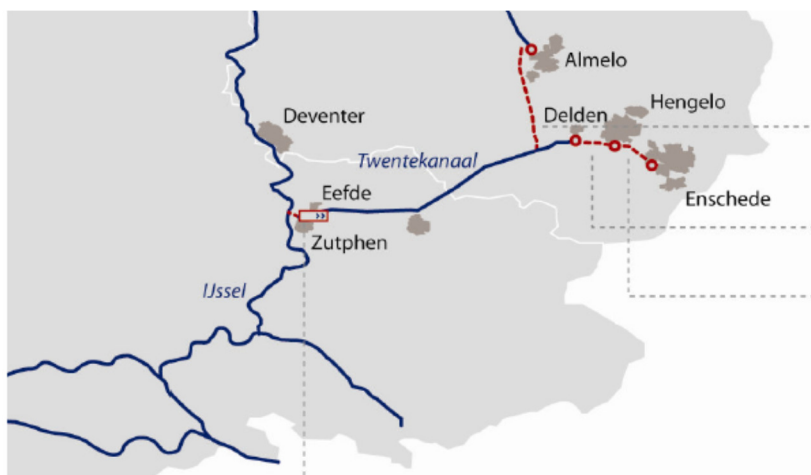 Almelo
Hengelo
Delden
Deventer
Twentekanaal
Enschede
Eefde
Zutphen
IJssel